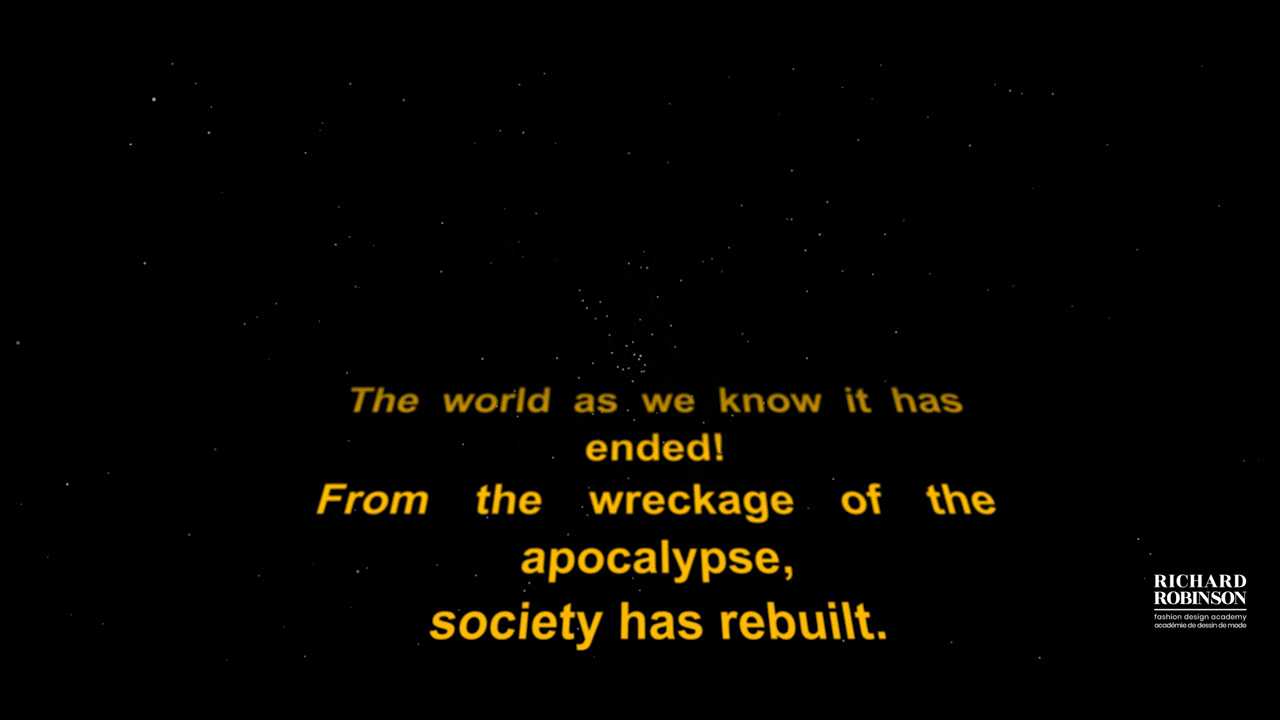 The world as we know it has
ended!
From the wreckage of the
apocalypse,
society has rebuilt.
RICHARD
ROBINSON
fashion design academy
académie de dessin de mode